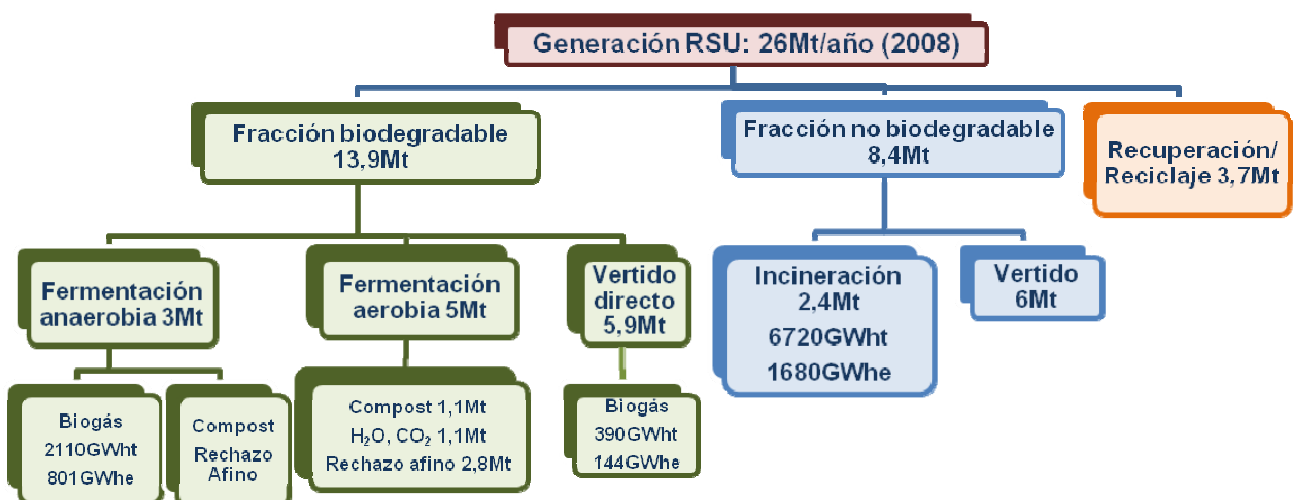 Generación RSU: 26Mt/año (2008)
Fracción biodegradable
13,9Mt
Fracción no biodegradable
8,4Mt
Recuperación/
Reciclaje 3,7Mt
Fermentación
anaerobia 3Mt
Fermentación
aerobia 5Mt
Vertido
directo
5,9Mt
Incineración
2,4Mt
6720GWht
1680GWhe
Vertido
6Mt
Biogás
2110GWht
801GWhe
Compost
Rechazo
Afino
Compost 1,1Mt
H₂O, CO₂ 1,1Mt
Rechazo afino 2,8Mt
Biogás
390GWht
144GWhe